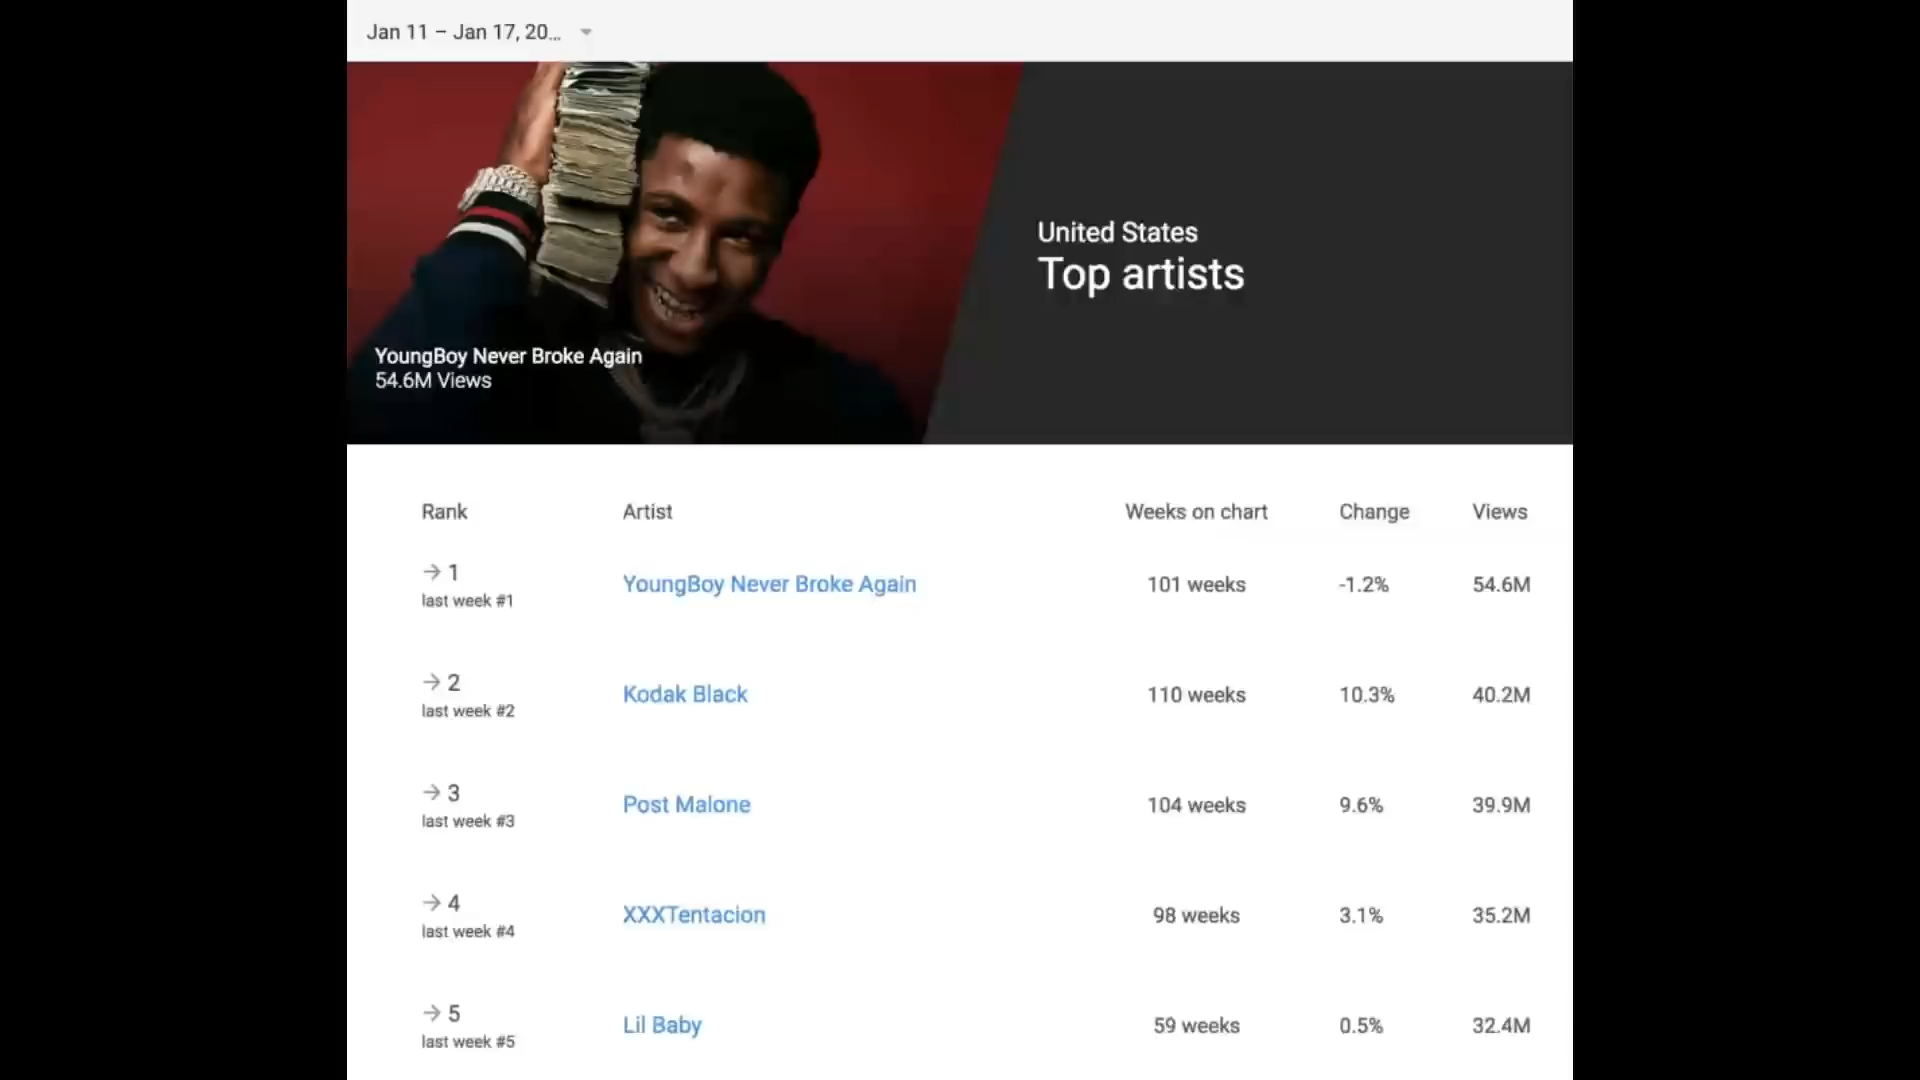 Jan 11 – Jan 17, 20...
United States
Top artists
YoungBoy Never Broke Again
54.6M Views
Rank Artist Weeks on chart Change Views
→ 1 YoungBoy Never Broke Again 101 weeks -1.2% 54.6M
last week #1
→ 2 Kodak Black 110 weeks 10.3% 40.2M
last week #2
→ 3 Post Malone 104 weeks 9.6% 39.9M
last week #3
→ 4 XXXTentacion 98 weeks 3.1% 35.2M
last week #4
→ 5 Lil Baby 59 weeks 0.5% 32.4M
last week #5